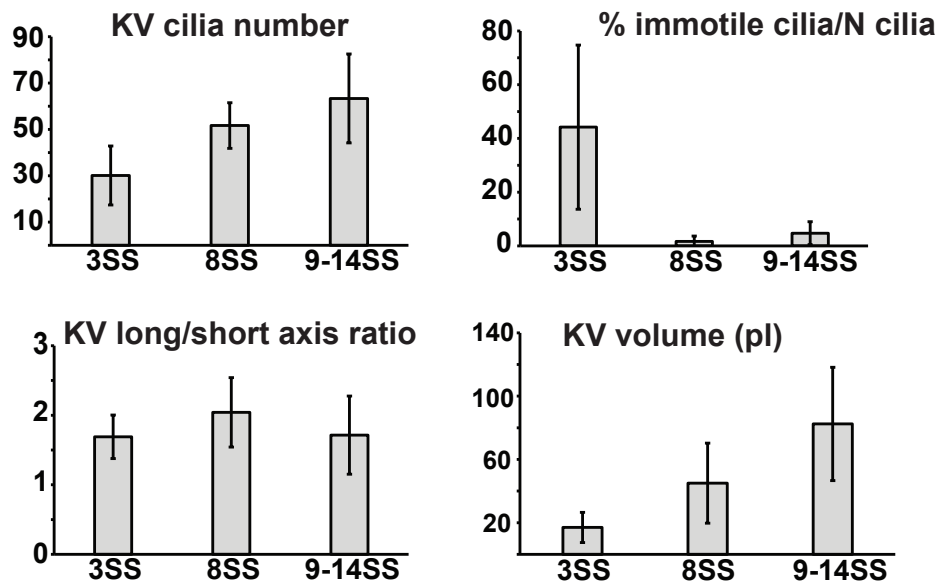 KV cilia number
90
70
50
30
10
3SS 8SS 9-14SS
% immotile cilia/N cilia
80
60
40
20
0
3SS 8SS 9-14SS
KV long/short axis ratio
3
2
1
0
3SS 8SS 9-14SS
KV volume (pl)
140
100
60
20
3SS 8SS 9-14SS